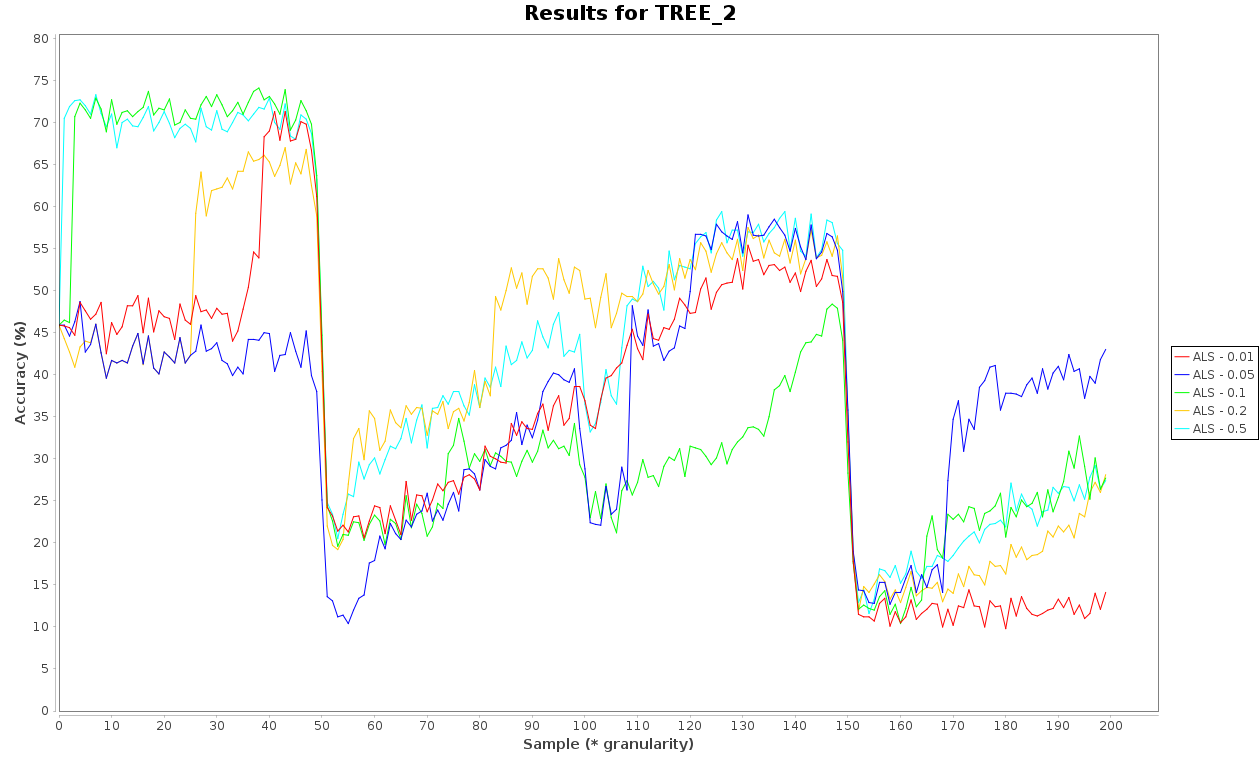 Results for TREE_2
80
75
70
65
60
55
50
45
40
35
30
25
20
15
10
5
0
Accuracy (%)
0 10 20 30 40 50 60 70 80 90 100 110 120 130 140 150 160 170 180 190 200
Sample (* granularity)
ALS - 0.01
ALS - 0.05
ALS - 0.1
ALS - 0.2
ALS - 0.5